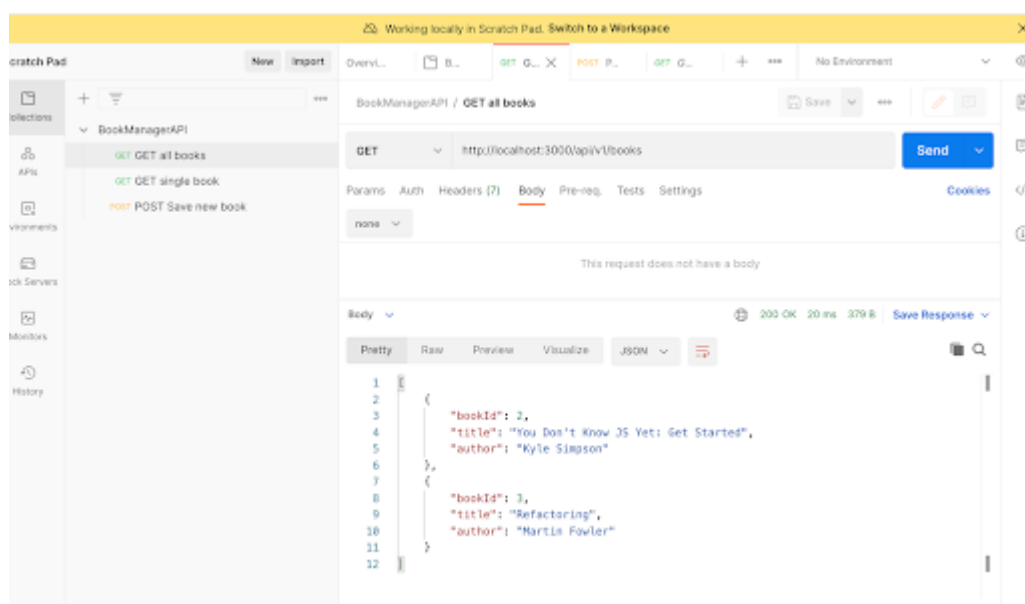 Working locally in Scratch Pad. Switch to a Workspace
cratch Pad
New Import
Overvi... B... GET G... POST P... GET G... No Environment
ollections
APIs
vironments
ock Servers
Monitors
History
BookManagerAPI
GET GET all books
GET GET single book
POST POST Save new book
BookManagerAPI / GET all books
Save
GET http://localhost:3000/api/v1/books Send
Params Auth Headers (7) Body Pre-req. Tests Settings Cookies
none
This request does not have a body
Body 200 OK 20 ms 379 B Save Response
Pretty Raw Preview Visualize JSON
1 [
2 {
3 "bookId": 2,
4 "title": "You Don't Know JS Yet: Get Started",
5 "author": "Kyle Simpson"
6 },
7 {
8 "bookId": 3,
9 "title": "Refactoring",
10 "author": "Martin Fowler"
11 }
12 ]